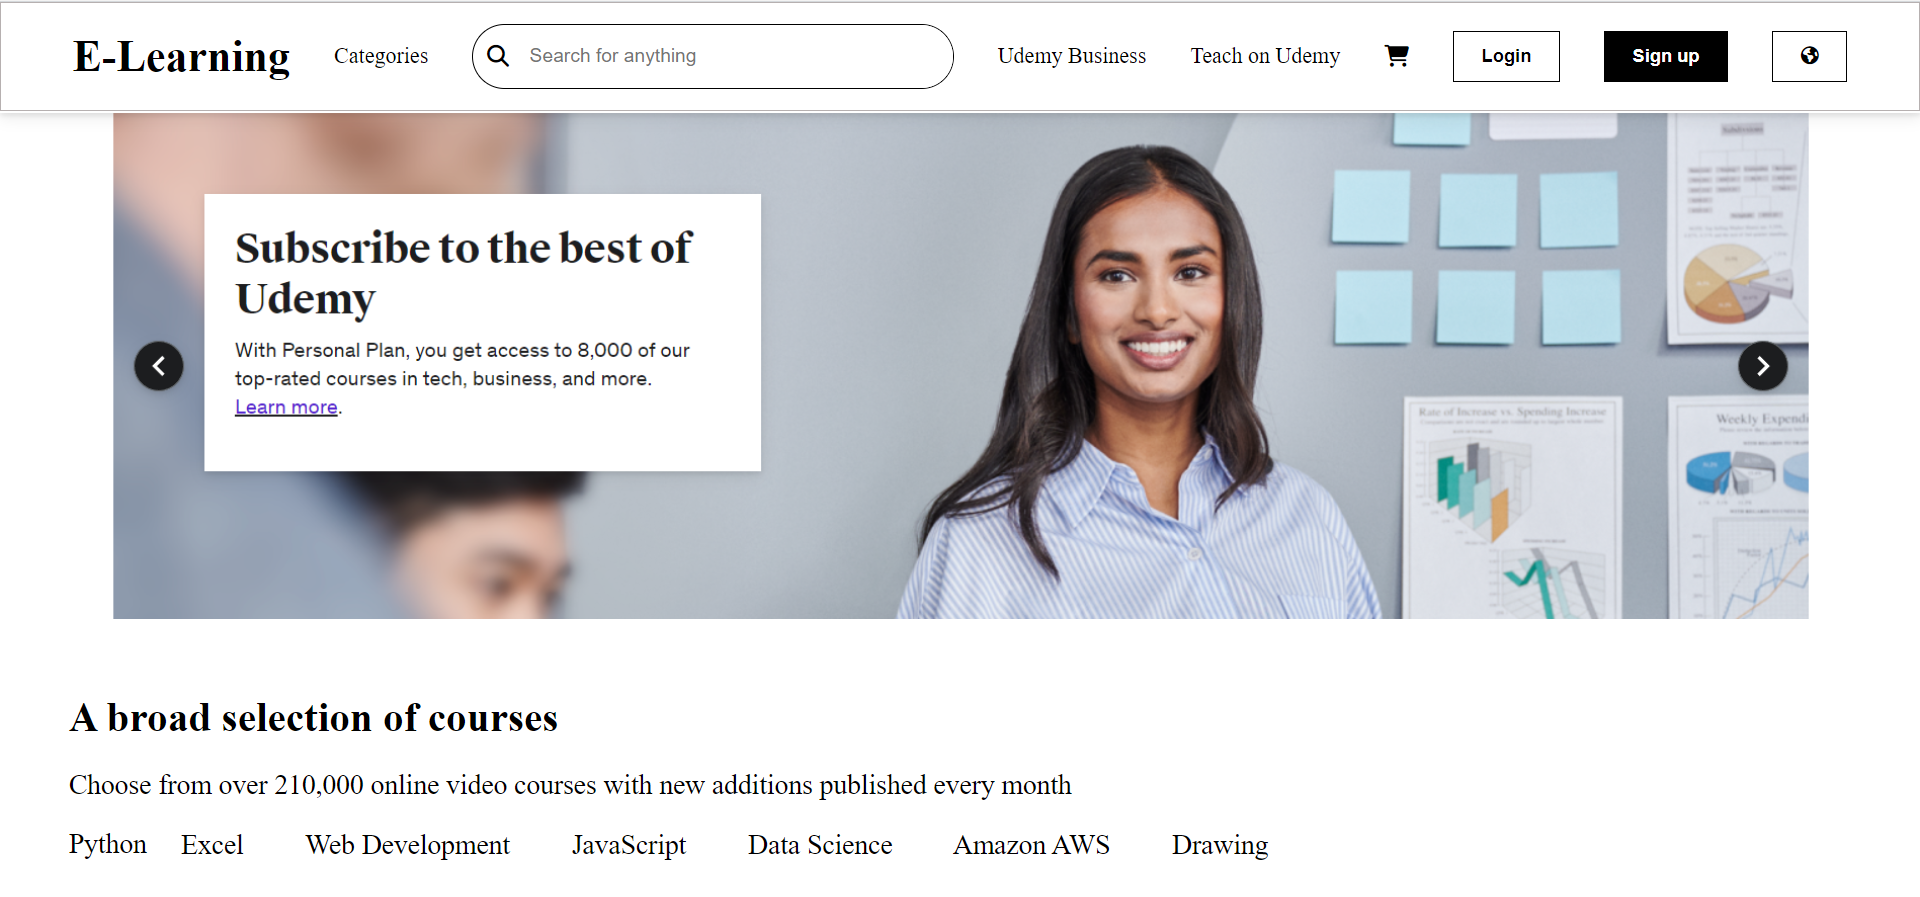 E-Learning
Categories
Search for anything
Udemy Business
Teach on Udemy
Login
Sign up
Subscribe to the best of
Udemy
With Personal Plan, you get access to 8,000 of our
top-rated courses in tech, business, and more.
Learn more.
Subdivisions
Rate of Increase vs. Spending Increase
Weekly Expendi
A broad selection of courses
Choose from over 210,000 online video courses with new additions published every month
Python
Excel
Web Development
JavaScript
Data Science
Amazon AWS
Drawing